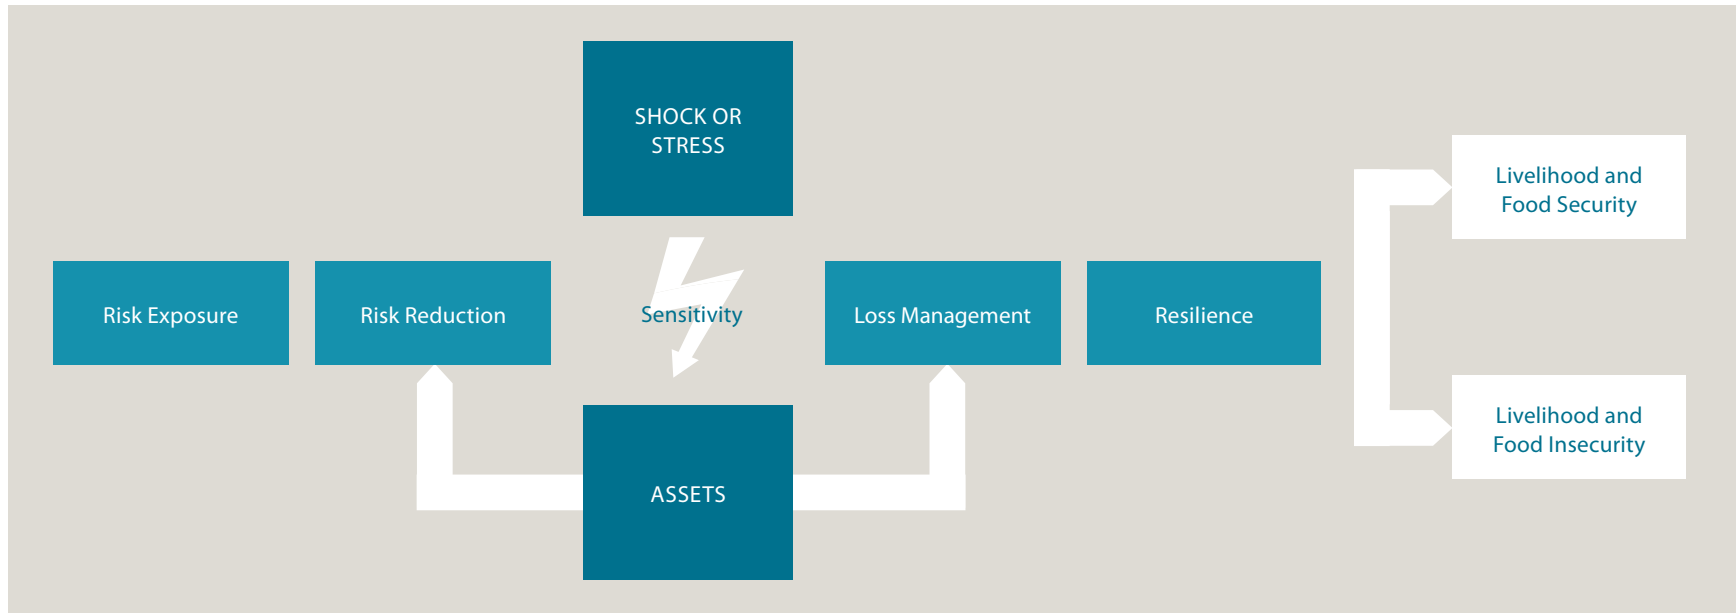 SHOCK OR
STRESS
Risk Exposure
Risk Reduction
Sensitivity
Loss Management
Resilience
ASSETS
Livelihood and
Food Security
Livelihood and
Food Insecurity